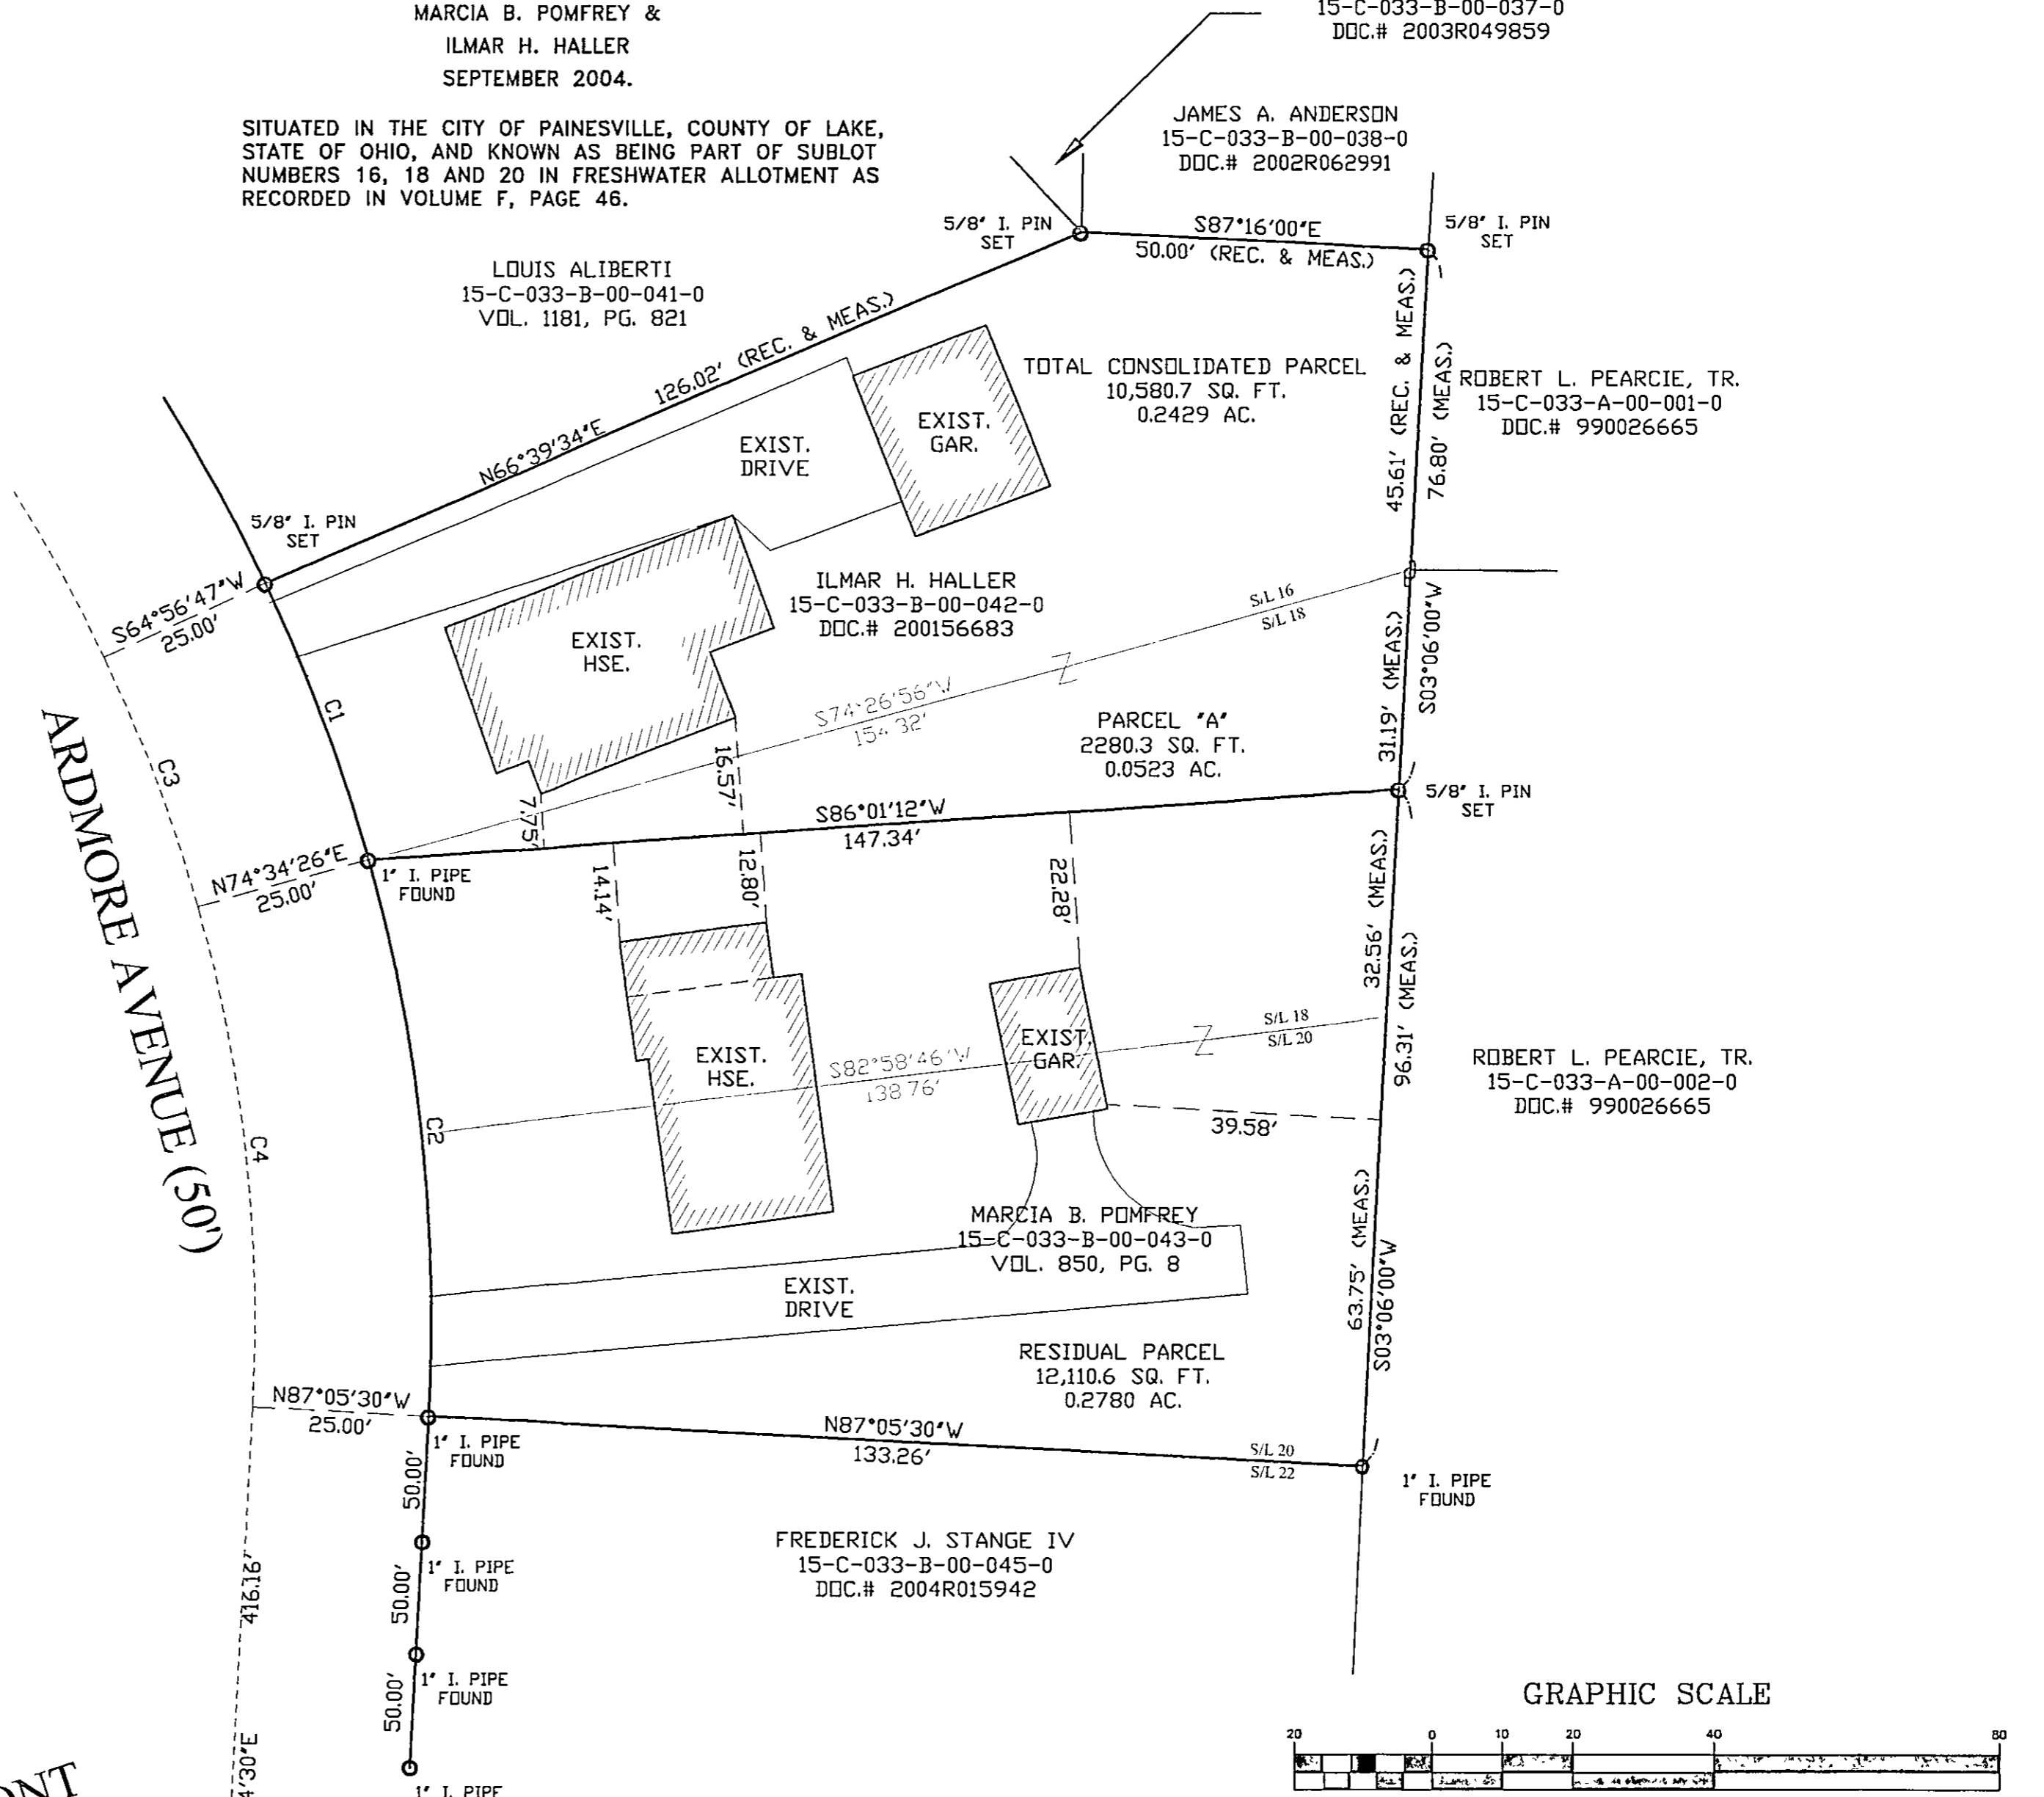 MARCIA B. POMFREY &
ILMAR H. HALLER
SEPTEMBER 2004.
SITUATED IN THE CITY OF PAINESVILLE, COUNTY OF LAKE,
STATE OF OHIO, AND KNOWN AS BEING PART OF SUBLOT
NUMBERS 16, 18 AND 20 IN FRESHWATER ALLOTMENT AS
RECORDED IN VOLUME F, PAGE 46.
15-C-033-B-00-037-0
DOC.# 2003R049859
JAMES A. ANDERSON
15-C-033-B-00-038-0
DOC.# 2002R062991
5/8" I. PIN
SET
S87°16'00"E
50.00' (REC. & MEAS.)
5/8" I. PIN
SET
LOUIS ALIBERTI
15-C-033-B-00-041-0
VOL. 1181, PG. 821
N66°39'34"E
126.02' (REC. & MEAS.)
TOTAL CONSOLIDATED PARCEL
10,580.7 SQ. FT.
0.2429 AC.
45.61' (REC. & MEAS.)
76.80' (MEAS.)
ROBERT L. PEARCIE, TR.
15-C-033-A-00-001-0
DOC.# 990026665
EXIST.
GAR.
EXIST.
DRIVE
5/8" I. PIN
SET
S64°56'47"W
25.00'
ILMAR H. HALLER
15-C-033-B-00-042-0
DOC.# 200156683
EXIST.
HSE.
S/L 16
S/L 18
S03°06'00"W
31.19' (MEAS.)
C1
C3
S74°26'56"W
154.32'
PARCEL "A"
2280.3 SQ. FT.
0.0523 AC.
16.57'
7.75'
S86°01'12"W
147.34'
5/8" I. PIN
SET
N74°34'26"E
25.00'
1" I. PIPE
FOUND
14.14'
12.80'
22.28'
32.56' (MEAS.)
96.31' (MEAS.)
ARDMORE AVENUE (50')
EXIST.
HSE.
S82°58'46"W
138.76'
EXIST.
GAR.
S/L 18
S/L 20
ROBERT L. PEARCIE, TR.
15-C-033-A-00-002-0
DOC.# 990026665
C2
C4
39.58'
MARCIA B. POMFREY
15-C-033-B-00-043-0
VOL. 850, PG. 8
63.75' (MEAS.)
S03°06'00"W
EXIST.
DRIVE
RESIDUAL PARCEL
12,110.6 SQ. FT.
0.2780 AC.
N87°05'30"W
25.00'
1" I. PIPE
FOUND
N87°05'30"W
133.26'
S/L 20
S/L 22
1" I. PIPE
FOUND
50.00'
1" I. PIPE
FOUND
FREDERICK J. STANGE IV
15-C-033-B-00-045-0
DOC.# 2004R015942
416.16'
50.00'
1" I. PIPE
FOUND
50.00'
1" I. PIPE
4'30"E
ONT
GRAPHIC SCALE
20 0 10 20 40 80